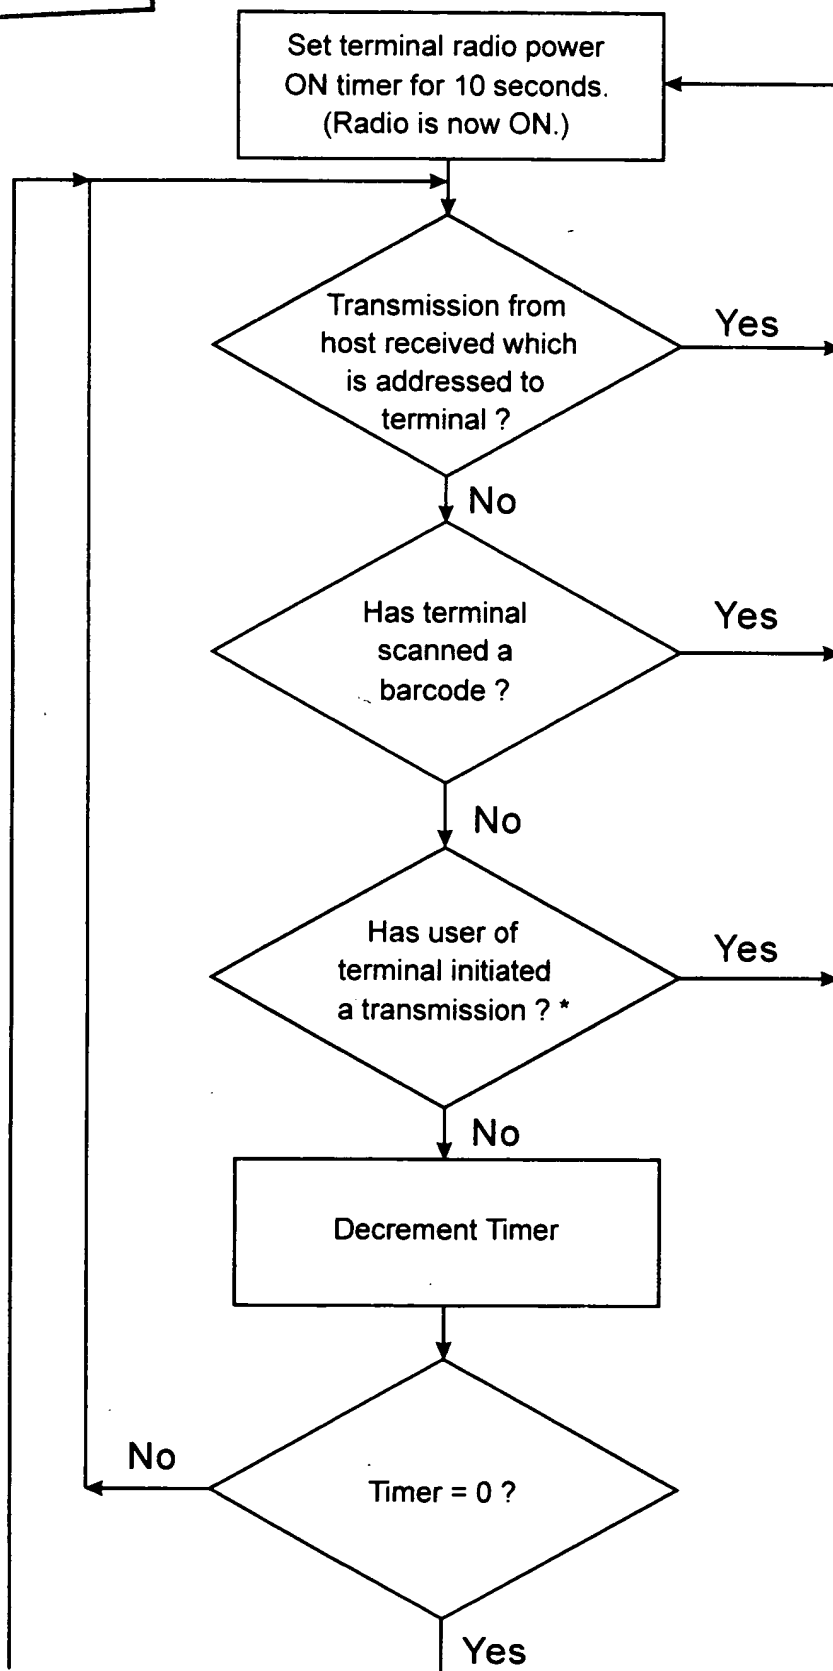 Set terminal radio power
ON timer for 10 seconds.
(Radio is now ON.)
Transmission from
host received which
is addressed to
terminal ?
Yes
No
Has terminal
scanned a
barcode ?
Yes
No
Has user of
terminal initiated
a transmission ? *
Yes
No
Decrement Timer
Timer = 0 ?
No
Yes